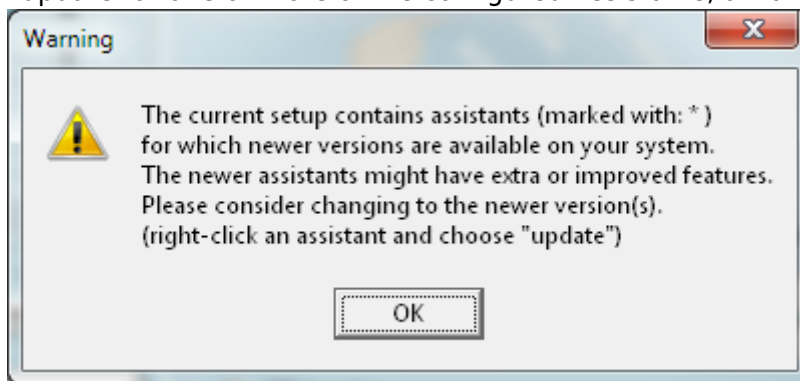 Warning
The current setup contains assistants (marked with: * )
for which newer versions are available on your system.
The newer assistants might have extra or improved features.
Please consider changing to the newer version(s).
(right-click an assistant and choose "update")
OK